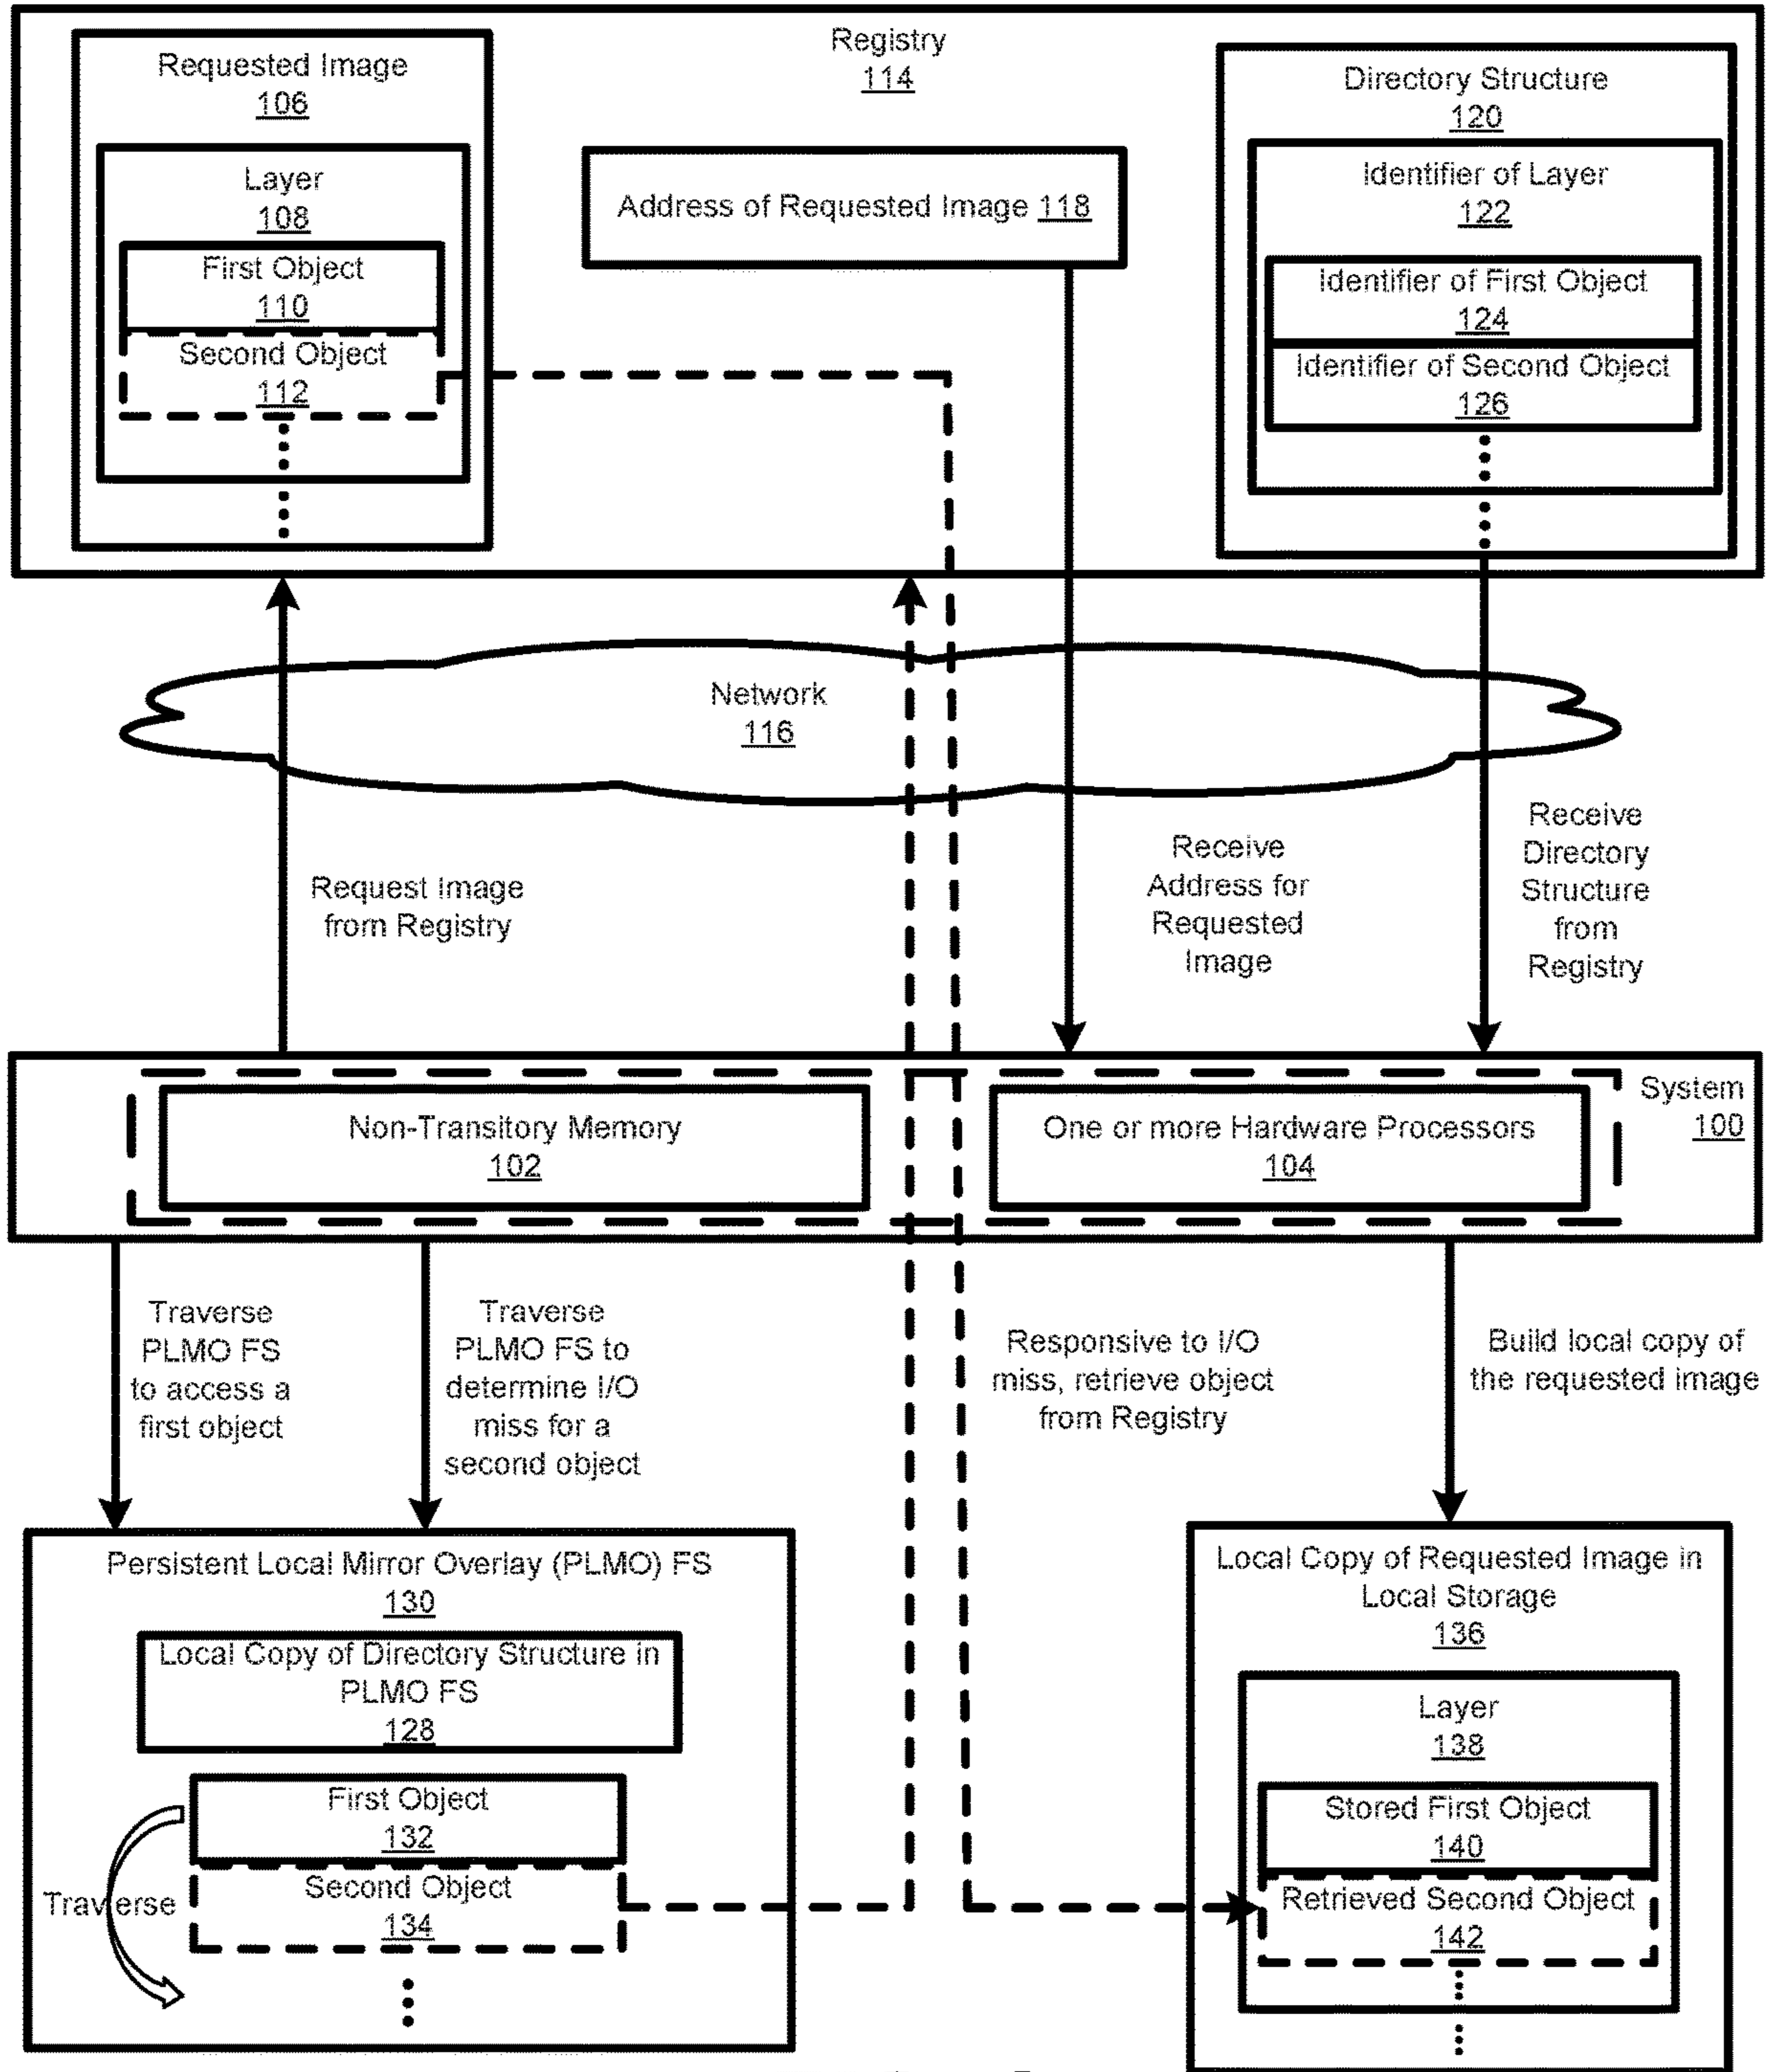 Registry
114
Requested Image
106
Layer
108
First Object
110
Second Object
112
Address of Requested Image 118
Directory Structure
120
Identifier of Layer
122
Identifier of First Object
124
Identifier of Second Object
126
Network
116
Request Image
from Registry
Receive
Address for
Requested
Image
Receive
Directory
Structure
from
Registry
System
100
Non-Transitory Memory
102
One or more Hardware Processors
104
Traverse
PLMO FS
to access a
first object
Traverse
PLMO FS to
determine I/O
miss for a
second object
Responsive to I/O
miss, retrieve object
from Registry
Build local copy of
the requested image
Persistent Local Mirror Overlay (PLMO) FS
130
Local Copy of Directory Structure in
PLMO FS
128
First Object
132
Second Object
134
Traverse
Local Copy of Requested Image in
Local Storage
136
Layer
138
Stored First Object
140
Retrieved Second Object
142